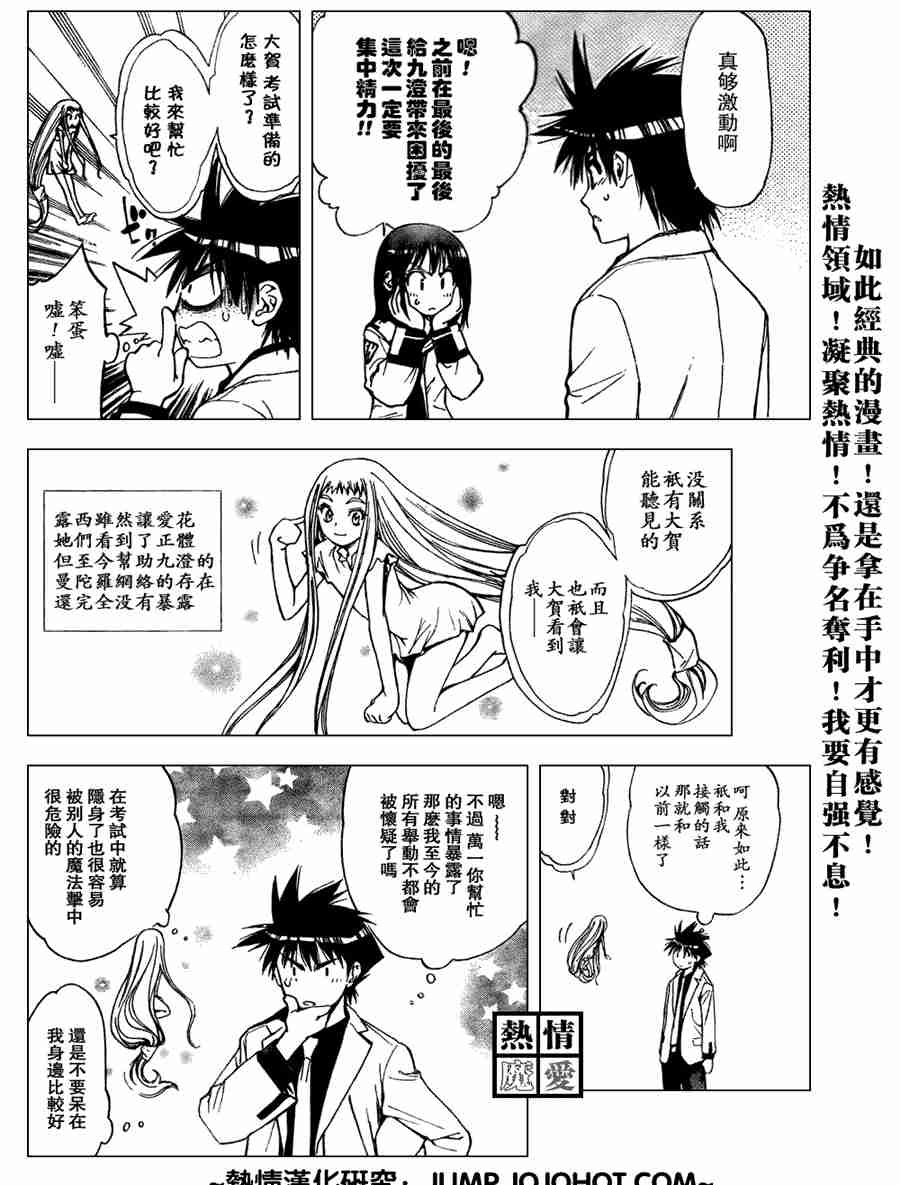 真够激動啊
嗯！
之前在最後的最後
給九澄帶來困擾了
這次一定要
集中精力!!
大賀 考試準備的
怎麼樣了？
我來幫忙
比較好吧？
笨蛋
噓！噓——
没關系
衹有大賀
能聽見的
而且
也衹會讓
大賀看到
我——
露西雖然讓愛花
她們看到了正體
但至今幫助九澄的
曼陀羅網絡的存在
還完全没有暴露
呵 原來如此…
衹和我
接觸的話
那就和
以前一樣了
對對
嗯~~~
不過 萬一你幫忙
的事情暴露了
那麽我至今的
所有舉動不都會
被懷疑了嗎
在考試中就算
隱身了也很容易
被别人的魔法擊中
很危險的
還是不要呆在
我身邊比較好
如此經典的漫畫！還是拿在手中才更有感覺！
熱情領域！凝聚熱情！不爲争名奪利！我要自强不息！
熱情
魔愛
~熱情漢化研究：JUMP.JOJOHOT.COM~